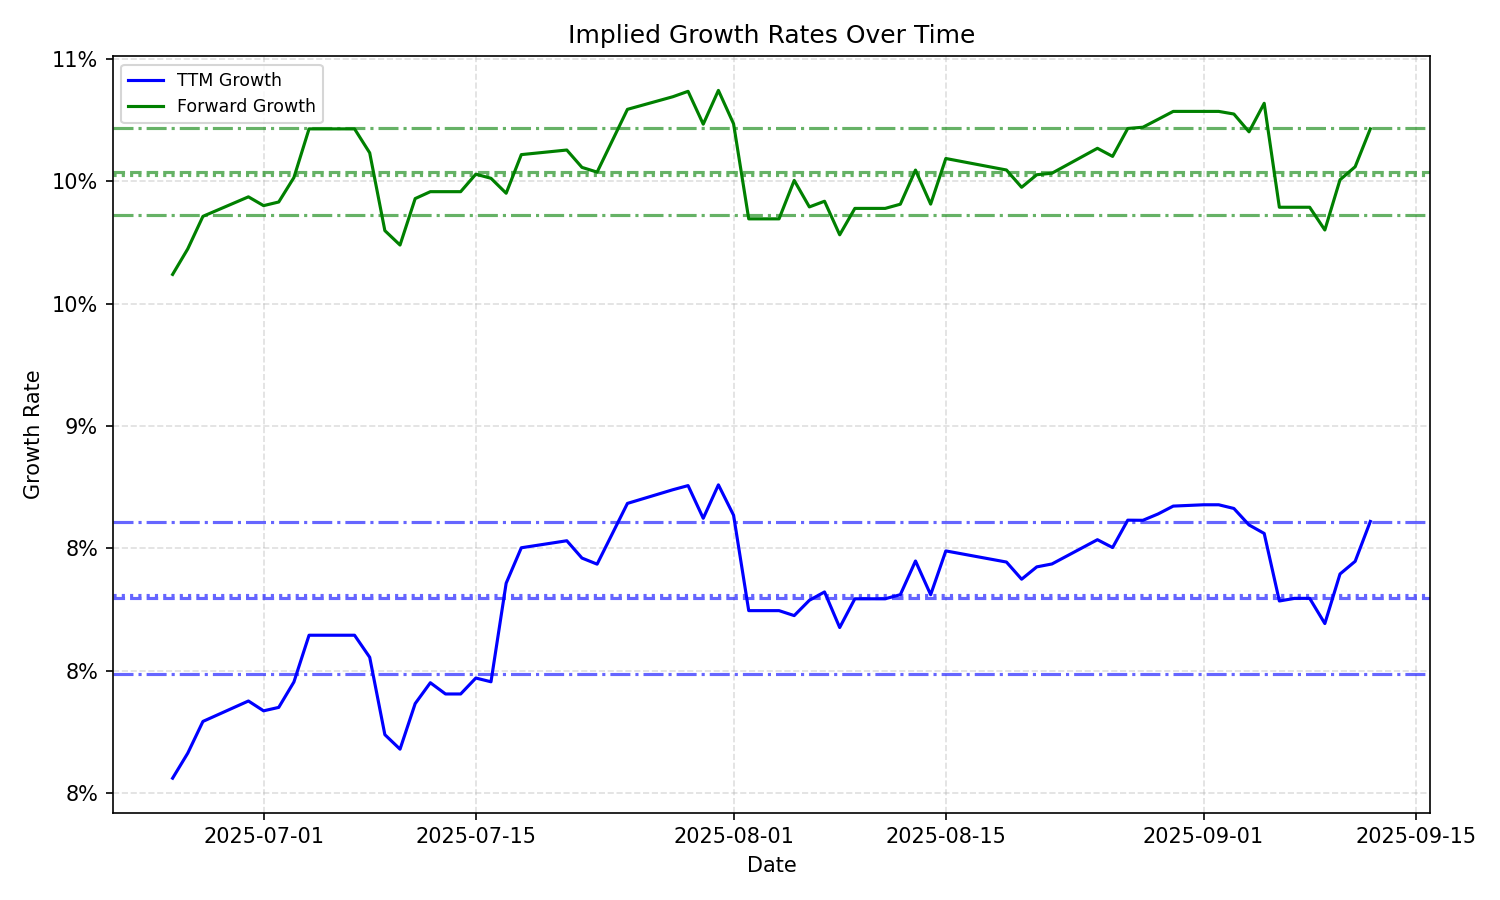 Implied Growth Rates Over Time
TTM Growth
Forward Growth
11%
10%
10%
9%
8%
8%
8%
Growth Rate
2025-07-01
2025-07-15
2025-08-01
2025-08-15
2025-09-01
2025-09-15
Date